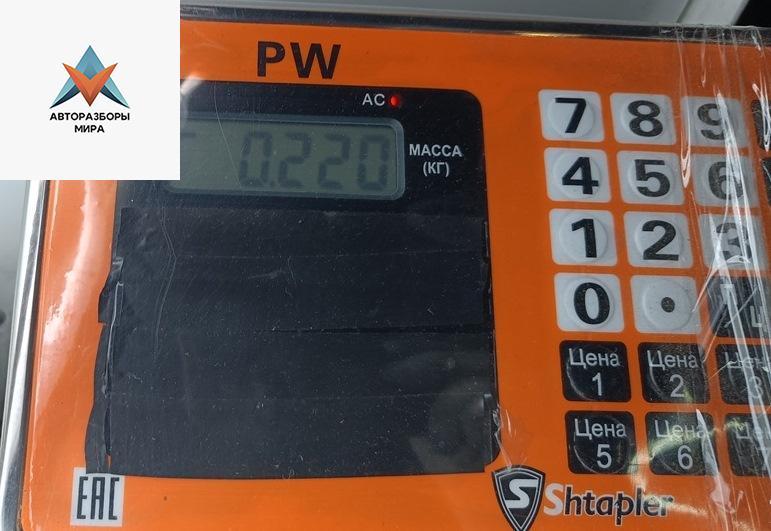 АВТОРАЗБОРЫ
МИРА
PW
AC
0.220
МАССА
(КГ)
7 8 9
4 5 6
1 2 3
0 .
Цена
1
Цена
2
3
Цена
5
Цена
6
EAC
S Shtapler